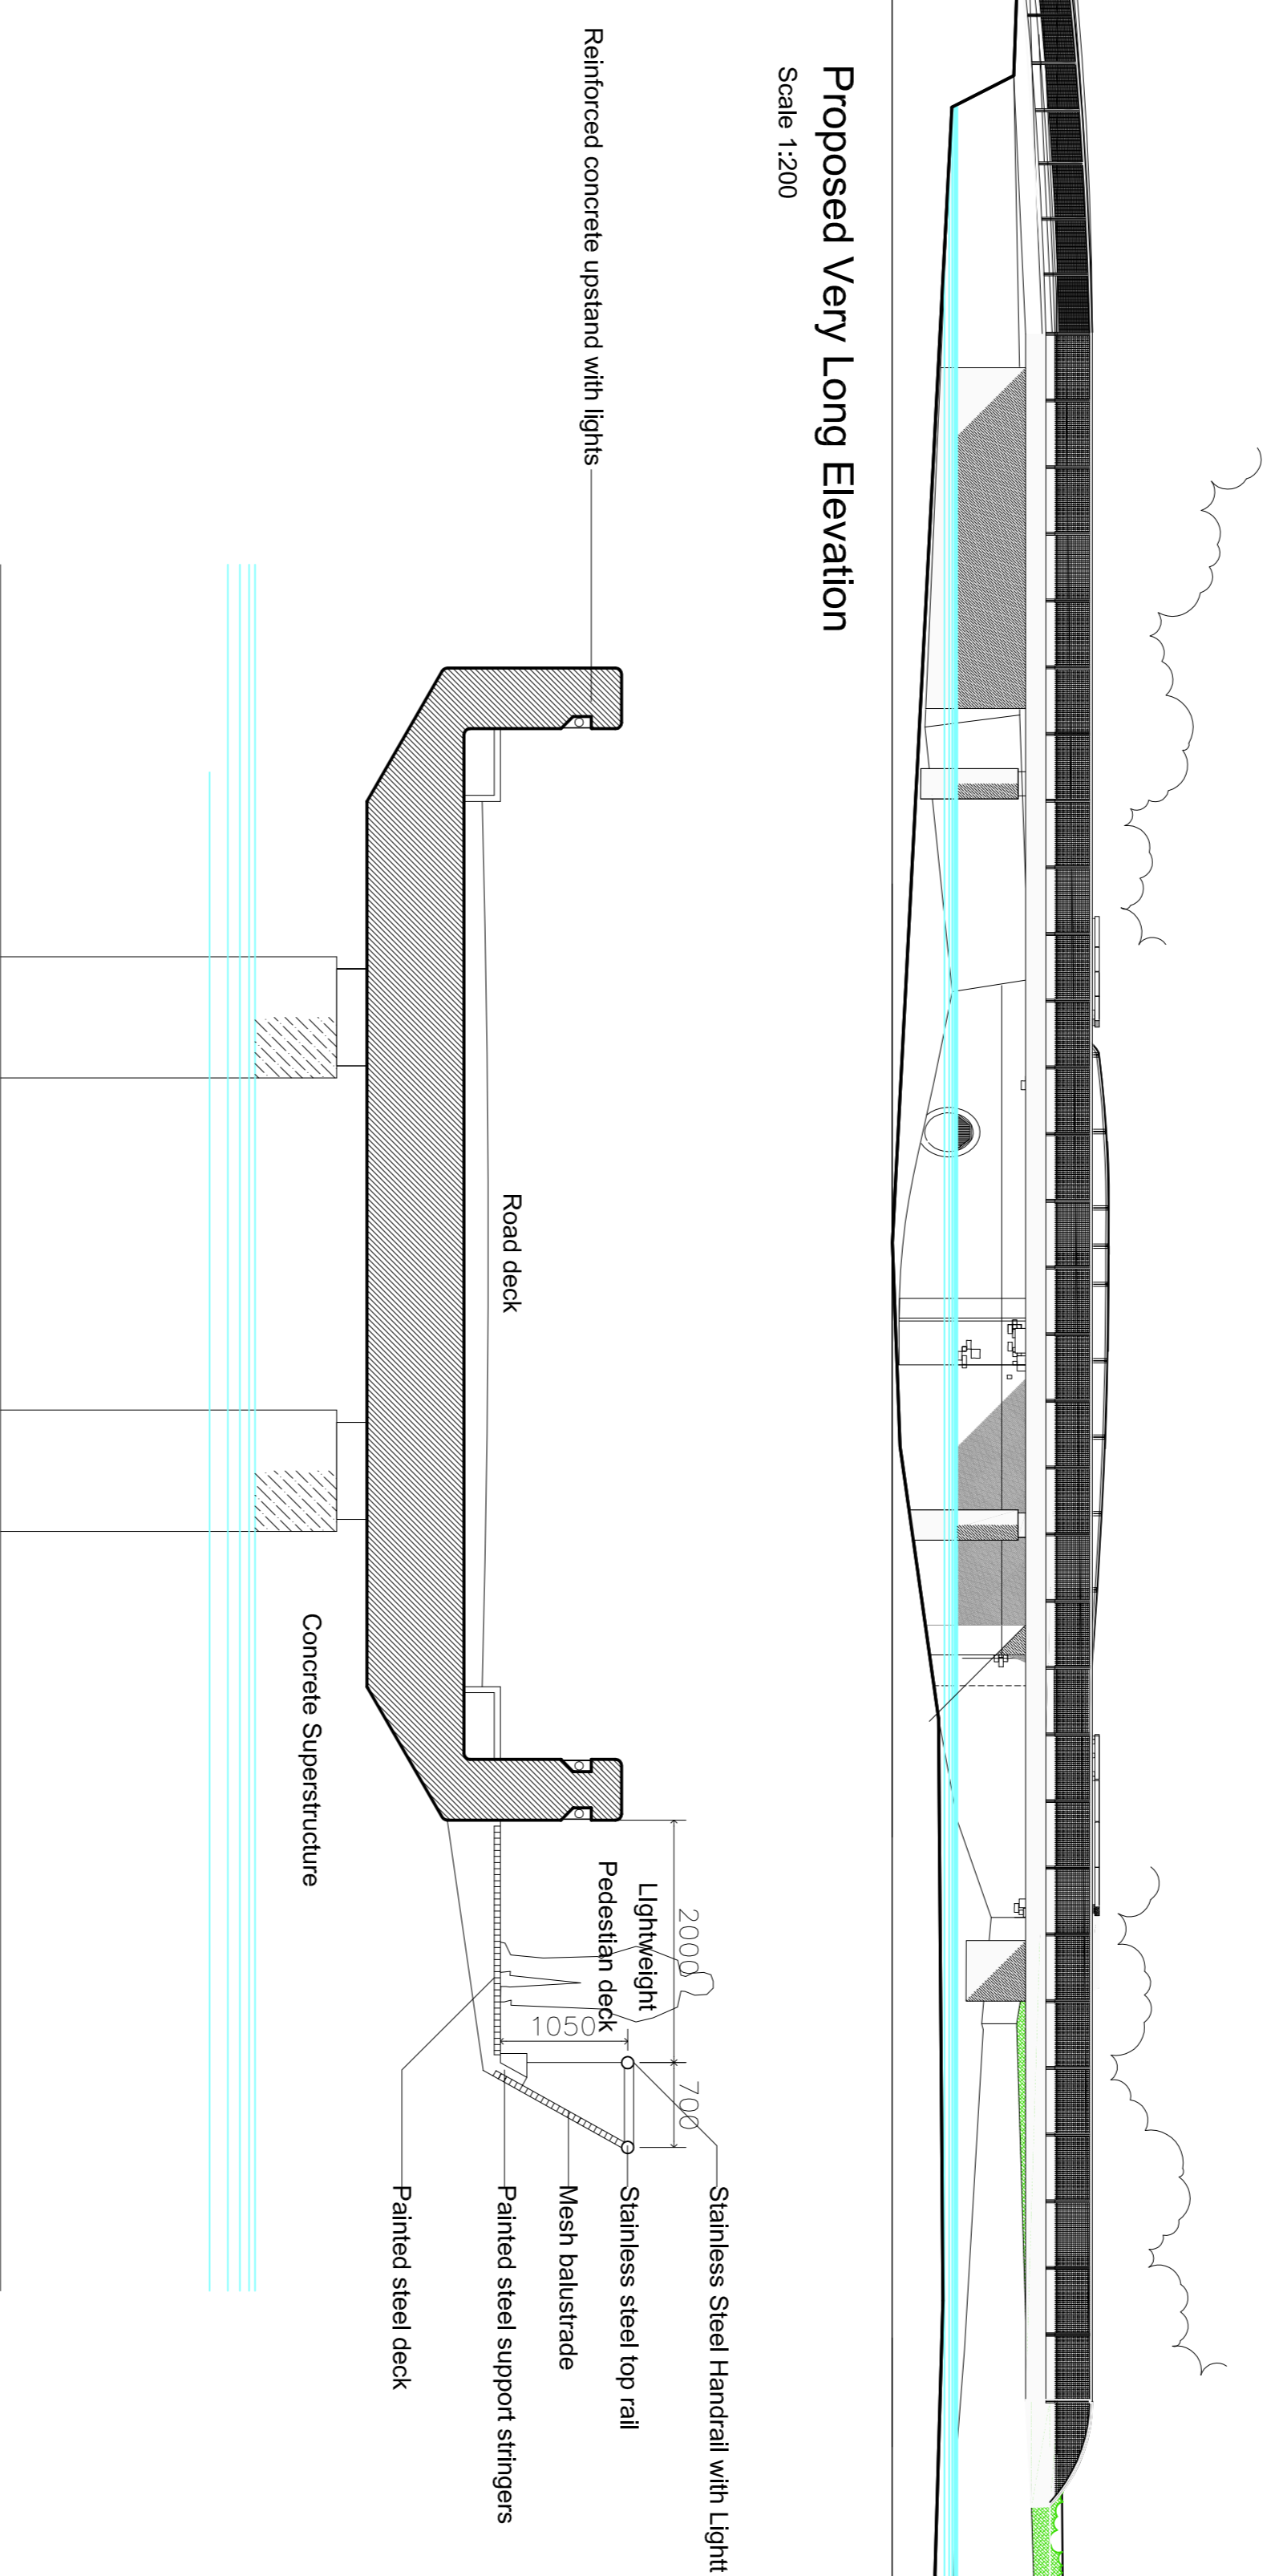 Proposed Very Long Elevation
Scale 1:200
Reinforced concrete upstand with lights
Road deck
Concrete Superstructure
2000
700
LIghtweight
Pedestian deck
1050
Stainless Steel Handrail with Lightt
Stainless steel top rail
Mesh balustrade
Painted steel support stringers
Painted steel deck